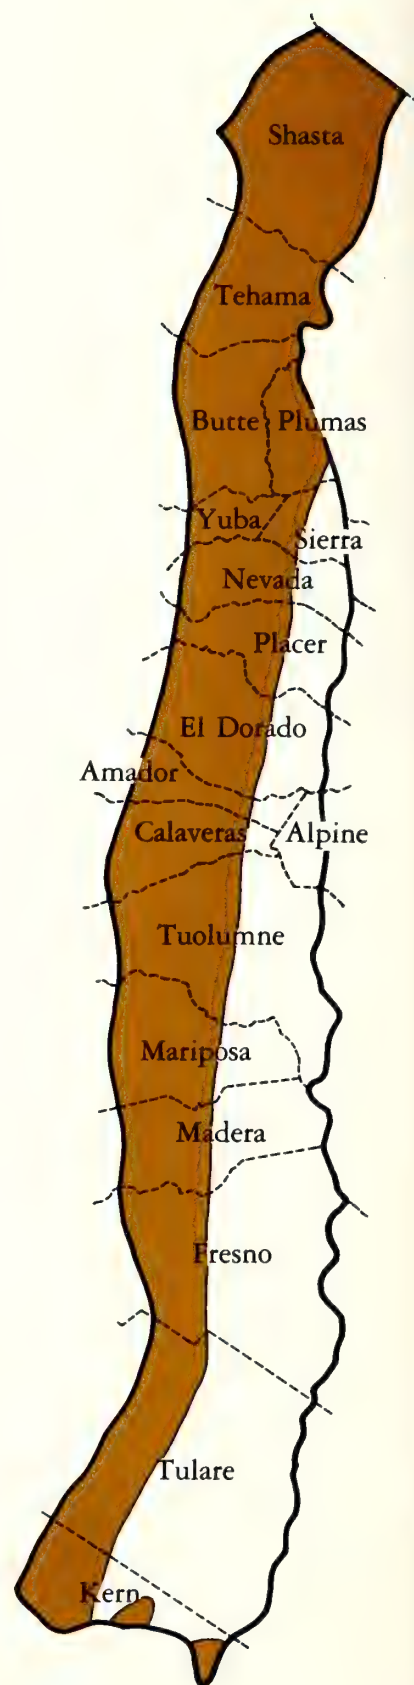 Shasta
Tehama
Butte
Plumas
Yuba
Sierra
Nevada
Placer
El Dorado
Amador
Calaveras
Alpine
Tuolumne
Mariposa
Madera
Fresno
Tulare
Kern